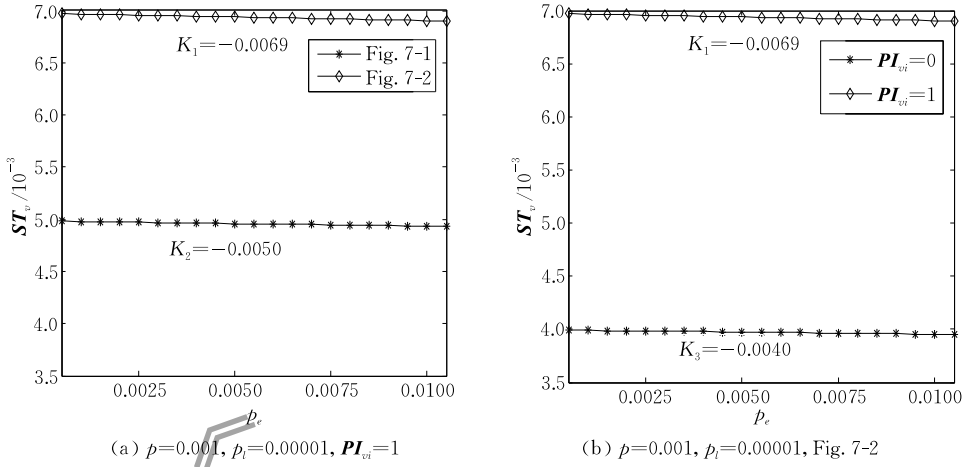 7.0
6.5
6.0
5.5
5.0
4.5
4.0
3.5
ST_v /10^−3
K_1=−0.0069
Fig. 7-1
Fig. 7-2
K_2=−0.0050
0.0025 0.0050 0.0075 0.0100
p_e
(a) p=0.001, p_l=0.00001, PI_vi=1
7.0
6.5
6.0
5.5
5.0
4.5
4.0
3.5
ST_v /10^−3
K_1=−0.0069
PI_vi=0
PI_vi=1
K_3=−0.0040
0.0025 0.0050 0.0075 0.0100
p_e
(b) p=0.001, p_l=0.00001, Fig. 7-2